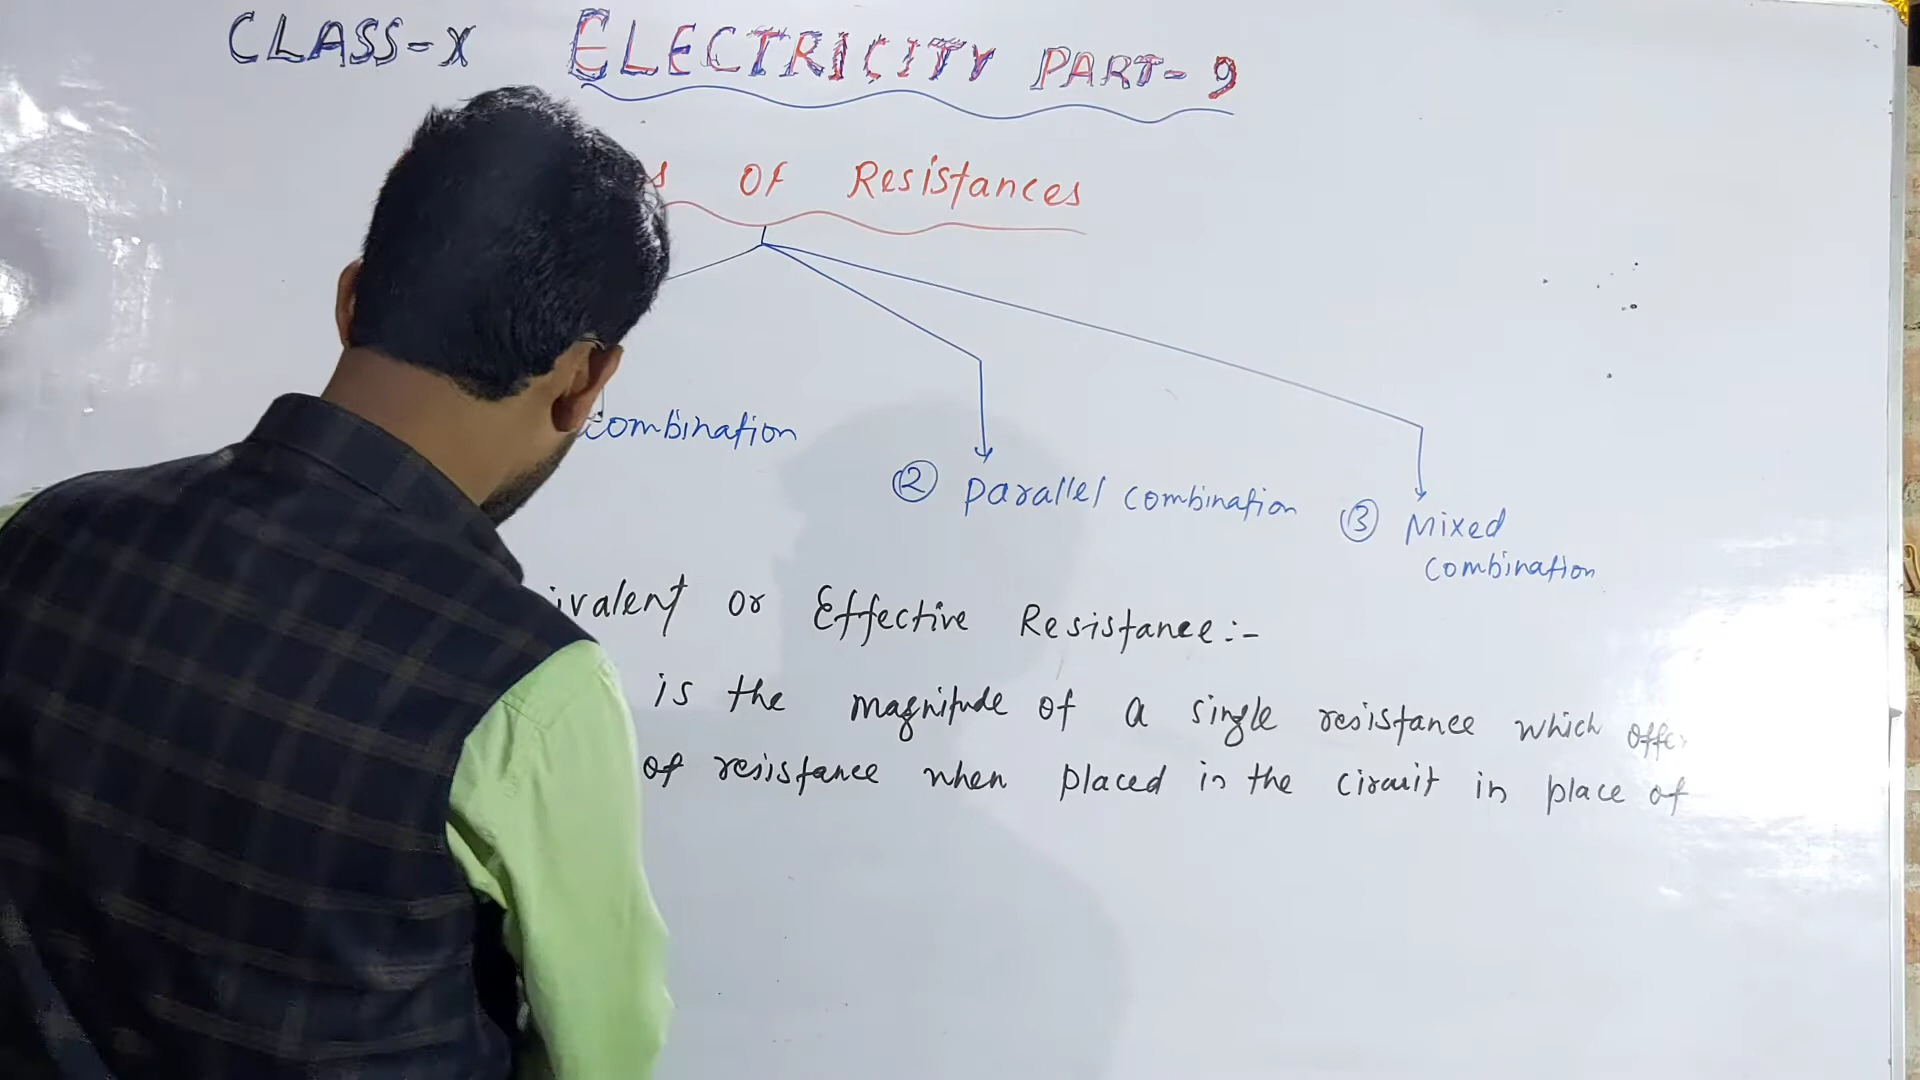 CLASS-X ELECTRICITY PART-9
of Resistances
combination
② parallel combination
③ Mixed
combination
or Effective Resistance:-
is the magnitude of a single resistance which
of resistance when placed in the circuit in place of